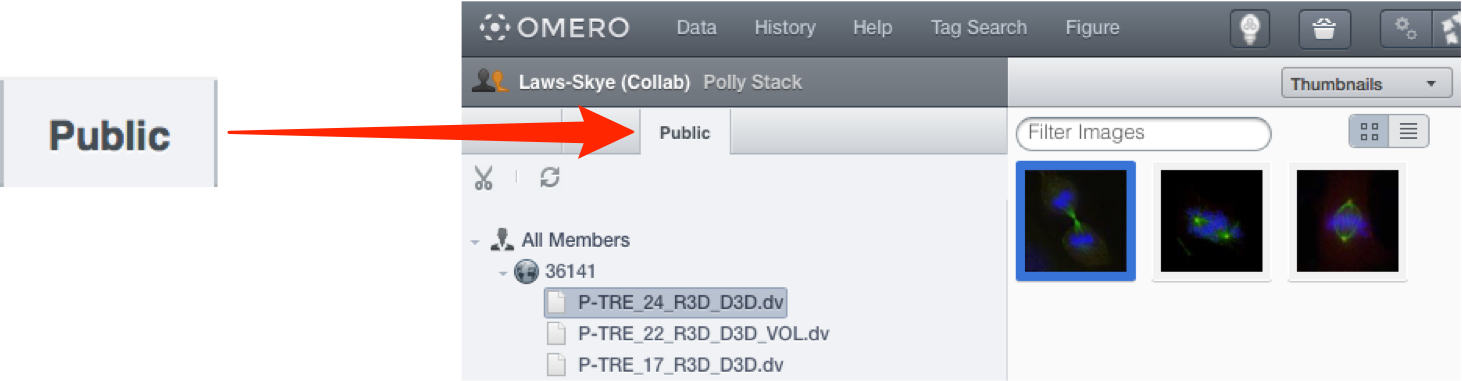 Public
OMERO Data History Help Tag Search Figure
Laws-Skye (Collab) Polly Stack
Thumbnails
Public
Filter Images
All Members
36141
P-TRE_24_R3D_D3D.dv
P-TRE_22_R3D_D3D_VOL.dv
P-TRE_17_R3D_D3D.dv